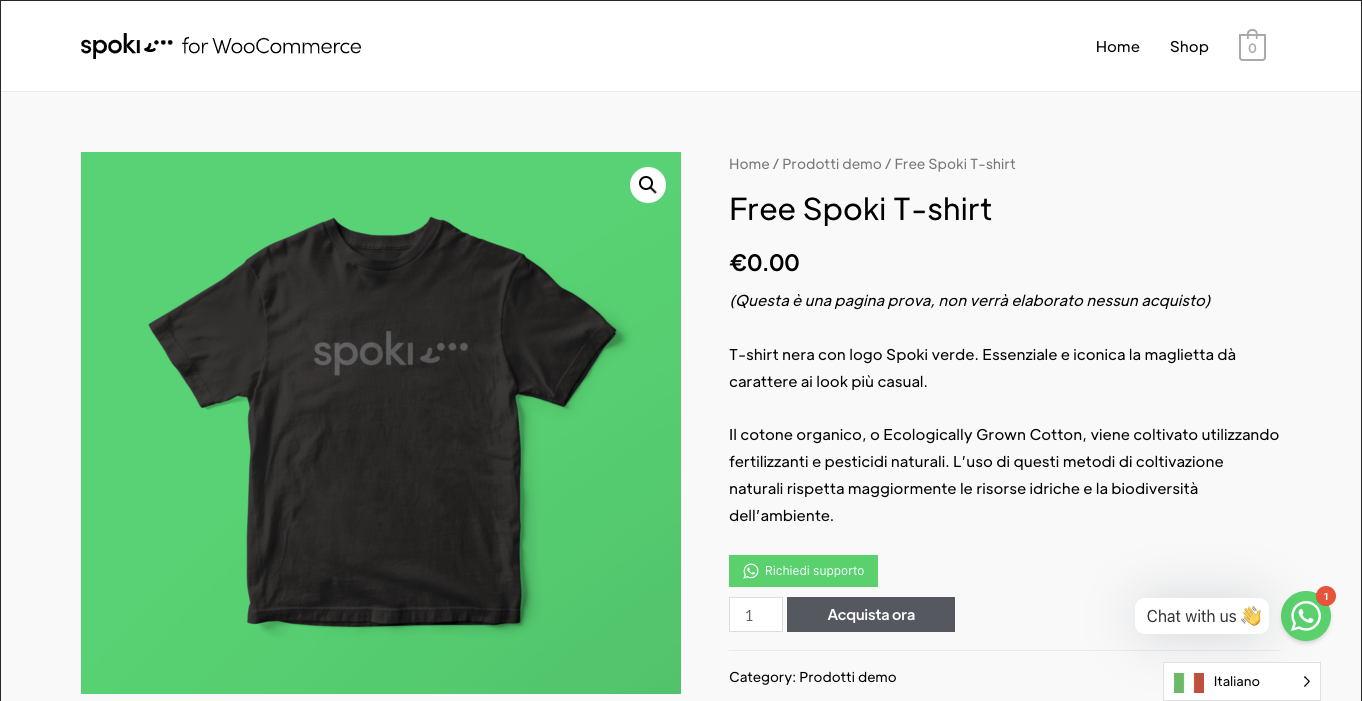 spoki for WooCommerce
Home
Shop
0
Home / Prodotti demo / Free Spoki T-shirt
Free Spoki T-shirt
€0.00
(Questa è una pagina prova, non verrà elaborato nessun acquisto)
T-shirt nera con logo Spoki verde. Essenziale e iconica la maglietta dà
carattere ai look più casual.
Il cotone organico, o Ecologically Grown Cotton, viene coltivato utilizzando
fertilizzanti e pesticidi naturali. L’uso di questi metodi di coltivazione
naturali rispetta maggiormente le risorse idriche e la biodiversità
dell’ambiente.
spoki
Richiedi supporto
1
Acquista ora
Chat with us 👋
1
Category: Prodotti demo
Italiano